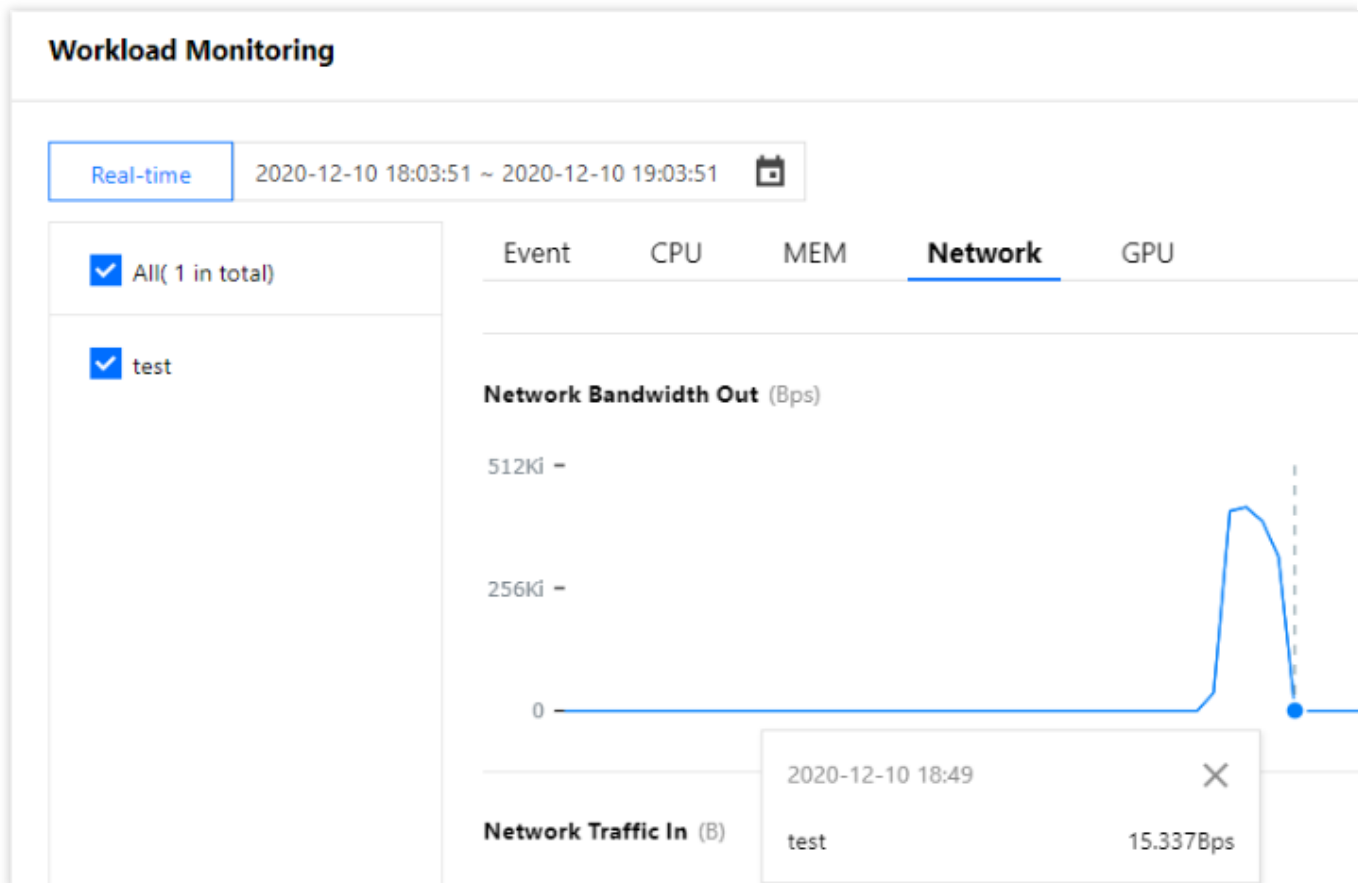 Workload Monitoring
Real-time 2020-12-10 18:03:51 ~ 2020-12-10 19:03:51
All( 1 in total)
test
Event CPU MEM Network GPU
Network Bandwidth Out (Bps)
512Ki
256Ki
0
2020-12-10 18:49
test 15.337Bps
Network Traffic In (B)